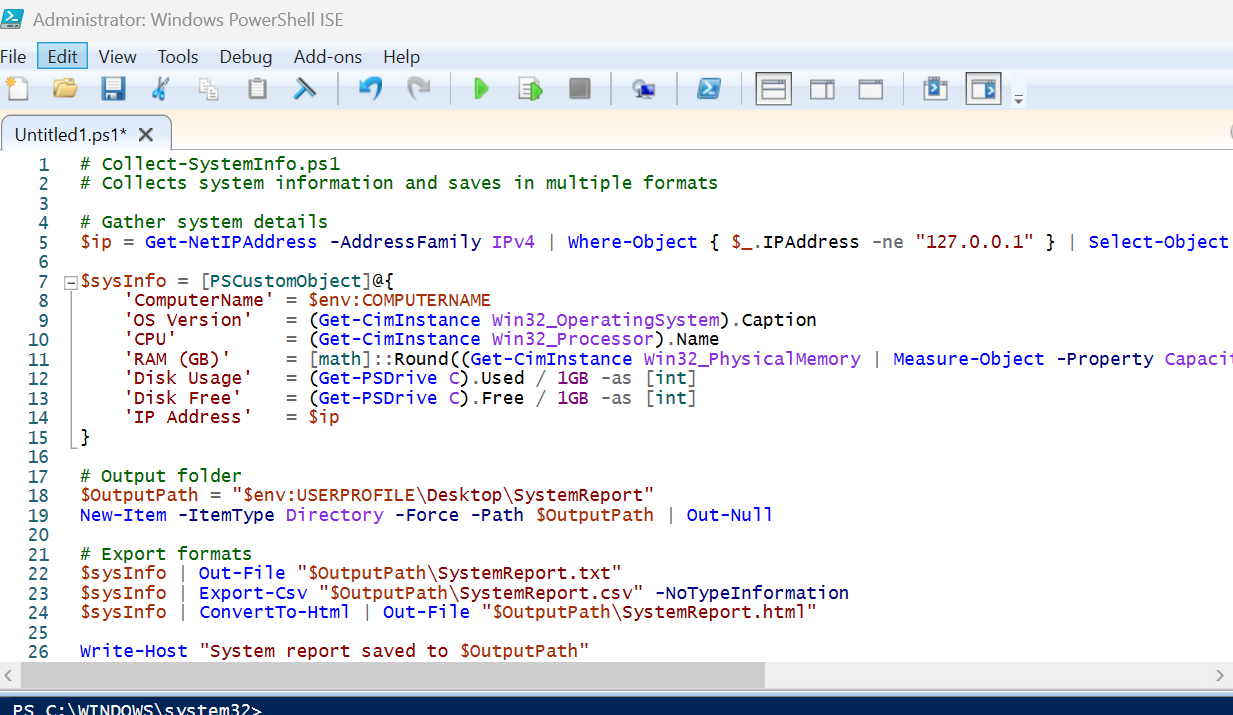 Administrator: Windows PowerShell ISE
File Edit View Tools Debug Add-ons Help
Untitled1.ps1*
1 # Collect-SystemInfo.ps1
2 # Collects system information and saves in multiple formats
3
4 # Gather system details
5 $ip = Get-NetIPAddress -AddressFamily IPv4 | Where-Object { $_.IPAddress -ne "127.0.0.1" } | Select-Object
6
7 $sysInfo = [PSCustomObject]@{
8 'ComputerName' = $env:COMPUTERNAME
9 'OS Version' = (Get-CimInstance Win32_OperatingSystem).Caption
10 'CPU' = (Get-CimInstance Win32_Processor).Name
11 'RAM (GB)' = [math]::Round((Get-CimInstance Win32_PhysicalMemory | Measure-Object -Property
12 'Disk Usage' = (Get-PSDrive C).Used / 1GB -as [int]
13 'Disk Free' = (Get-PSDrive C).Free / 1GB -as [int]
14 'IP Address' = $ip
15 }
16
17 # Output folder
18 $OutputPath = "$env:USERPROFILE\Desktop\SystemReport"
19 New-Item -ItemType Directory -Force -Path $OutputPath | Out-Null
20
21 # Export formats
22 $sysInfo | Out-File "$OutputPath\SystemReport.txt"
23 $sysInfo | Export-Csv "$OutputPath\SystemReport.csv" -NoTypeInformation
24 $sysInfo | ConvertTo-Html | Out-File "$OutputPath\SystemReport.html"
25
26 Write-Host "System report saved to $OutputPath"
PS C:\WINDOWS\system32>